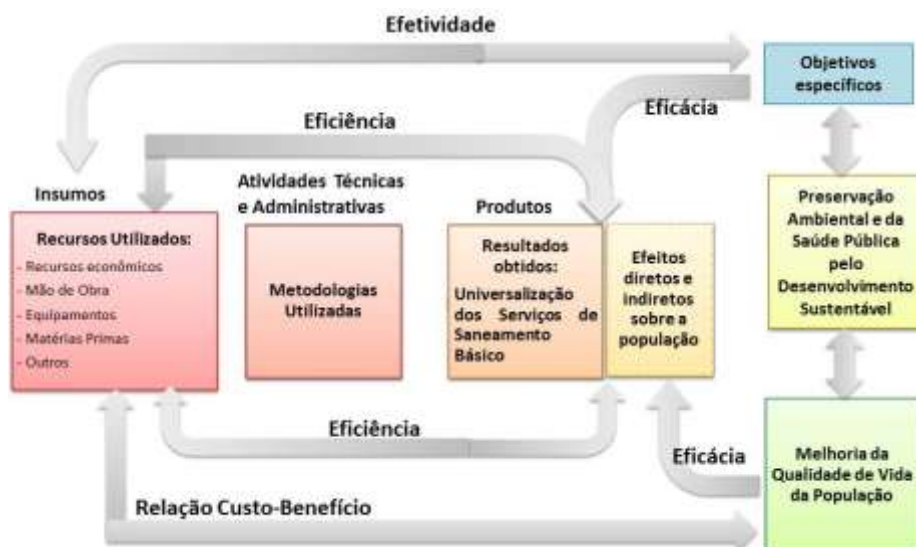 Efetividade
Objetivos
específicos
Eficácia
Eficiência
Insumos
Atividades Técnicas
e Administrativas
Produtos
Recursos Utilizados:
- Recursos econômicos
- Mão de Obra
- Equipamentos
- Matérias Primas
- Outros
Metodologias
Utilizadas
Resultados
obtidos:
Universalização
dos Serviços de
Saneamento
Básico
Efeitos
diretos e
indiretos
sobre a
população
Preservação
Ambiental e da
Saúde Pública
pelo
Desenvolvimento
Sustentável
Eficiência
Eficácia
Melhoria da
Qualidade de Vida
da População
Relação Custo-Benefício